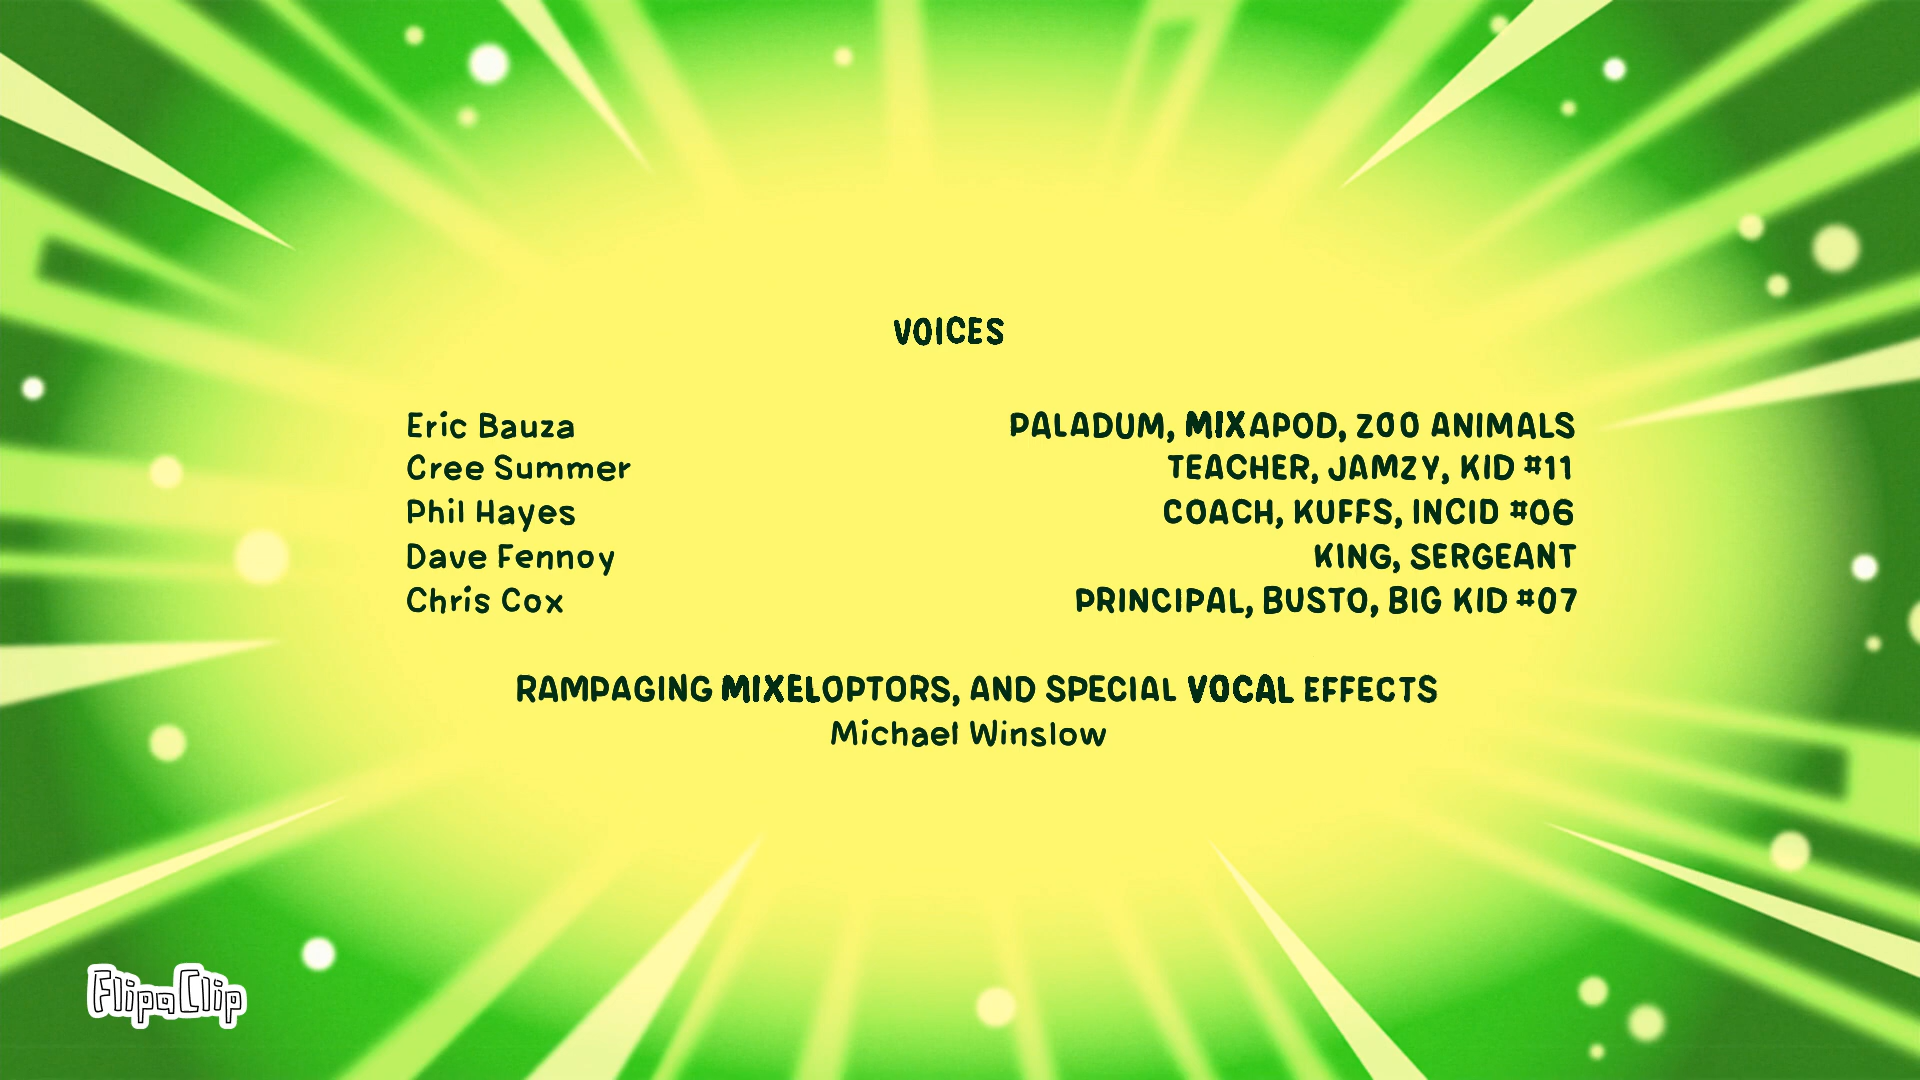 VOICES
Eric Bauza PALADUM, MIXAPOD, ZOO ANIMALS
Cree Summer TEACHER, JAMZY, KID #11
Phil Hayes COACH, KUFFS, INCID #06
Dave Fennoy KING, SERGEANT
Chris Cox PRINCIPAL, BUSTO, BIG KID #07
RAMPAGING MIXELOPTORS, AND SPECIAL VOCAL EFFECTS
Michael Winslow
FlipaClip